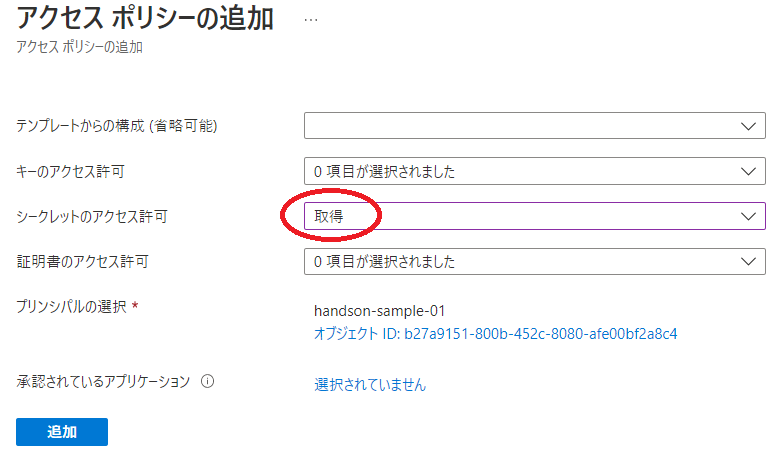 アクセス ポリシーの追加 …
アクセス ポリシーの追加
テンプレートからの構成 (省略可能)
キーのアクセス許可 0 項目が選択されました
シークレットのアクセス許可 取得
証明書のアクセス許可 0 項目が選択されました
プリンシパルの選択 * handson-sample-01
オブジェクト ID: b27a9151-800b-452c-8080-afe00bf2a8c4
承認されているアプリケーション 選択されていません
追加